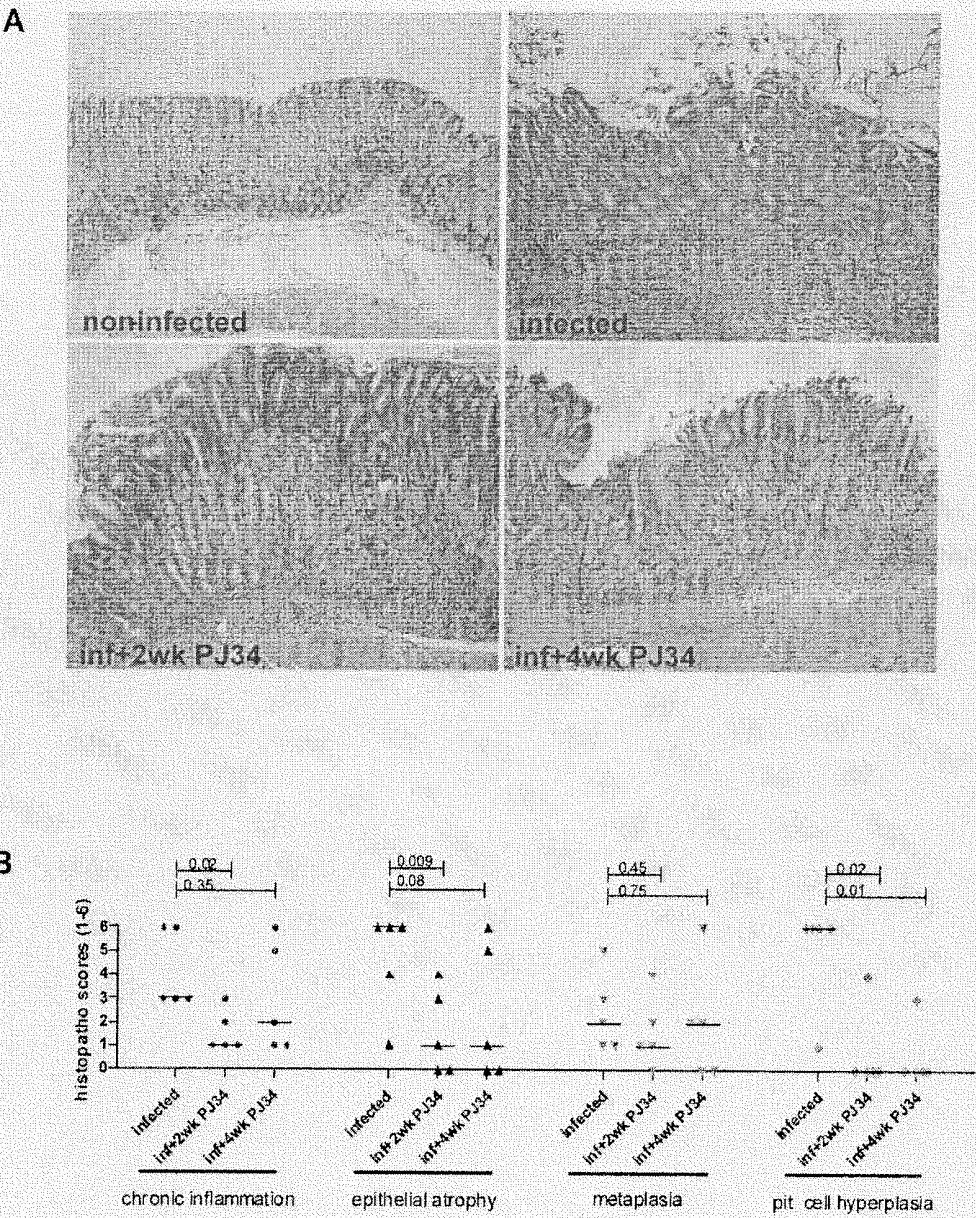 A
noninfected
infected
inf+2wk PJ34
inf+4wk PJ34
B
0.02
0.35
0.009
0.08
0.45
0.75
0.02
0.01
histopatho scores (1-6)
6
5
4
3
2
1
0
infected
inf+2wk PJ34
inf+4wk PJ34
infected
inf+2wk PJ34
inf+4wk PJ34
infected
inf+2wk PJ34
inf+4wk PJ34
infected
inf+2wk PJ34
inf+4wk PJ34
chronic inflammation
epithelial atrophy
metaplasia
pit cell hyperplasia